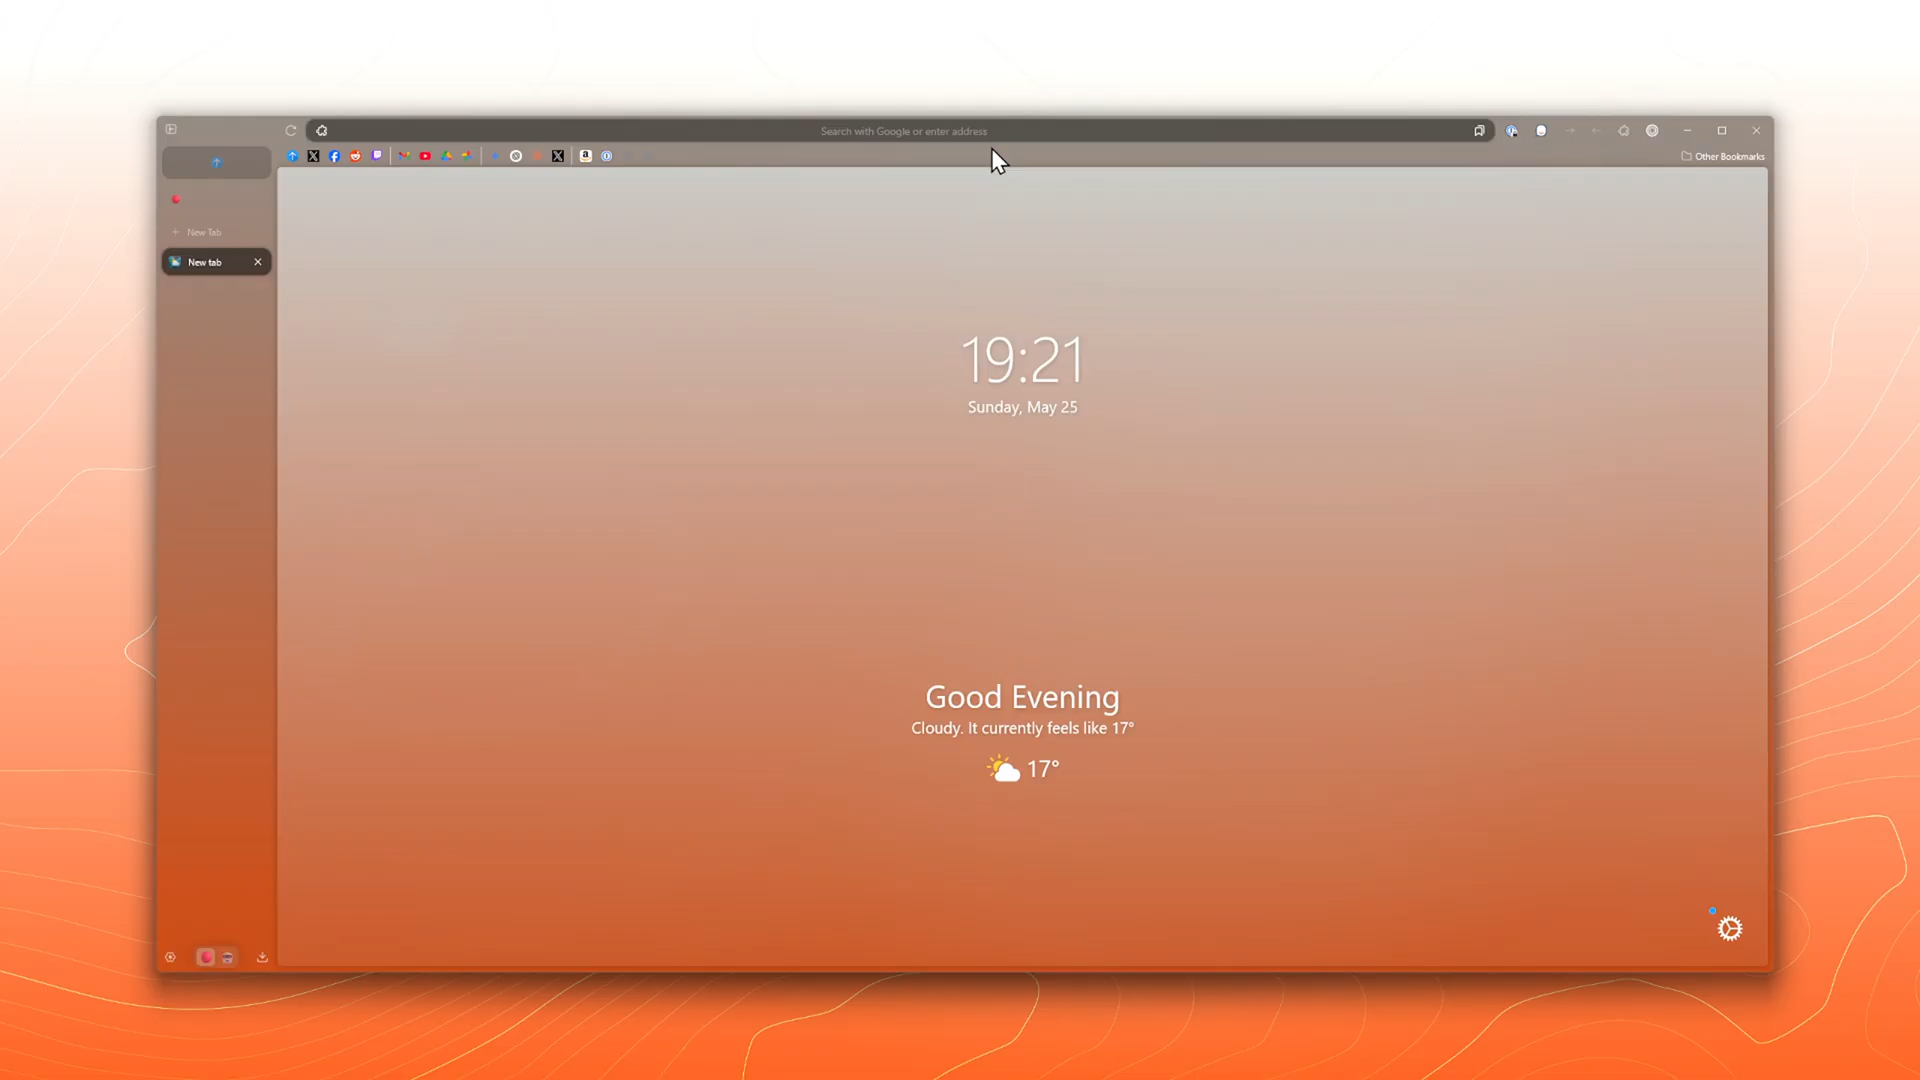 Search with Google or enter address
Other Bookmarks
New Tab
New tab
19:21
Sunday, May 25
Good Evening
Cloudy. It currently feels like 17°
17°